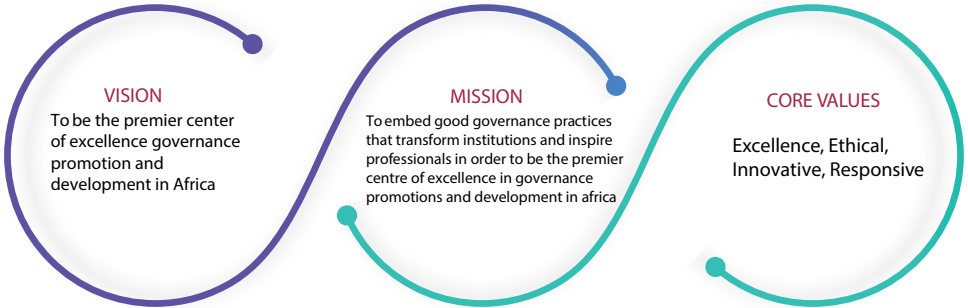 VISION
To be the premier center
of excellence governance
promotion and
development in Africa
MISSION
To embed good governance practices
that transform institutions and inspire
professionals in order to be the premier
centre of excellence in governance
promotions and development in africa
CORE VALUES
Excellence, Ethical,
Innovative, Responsive